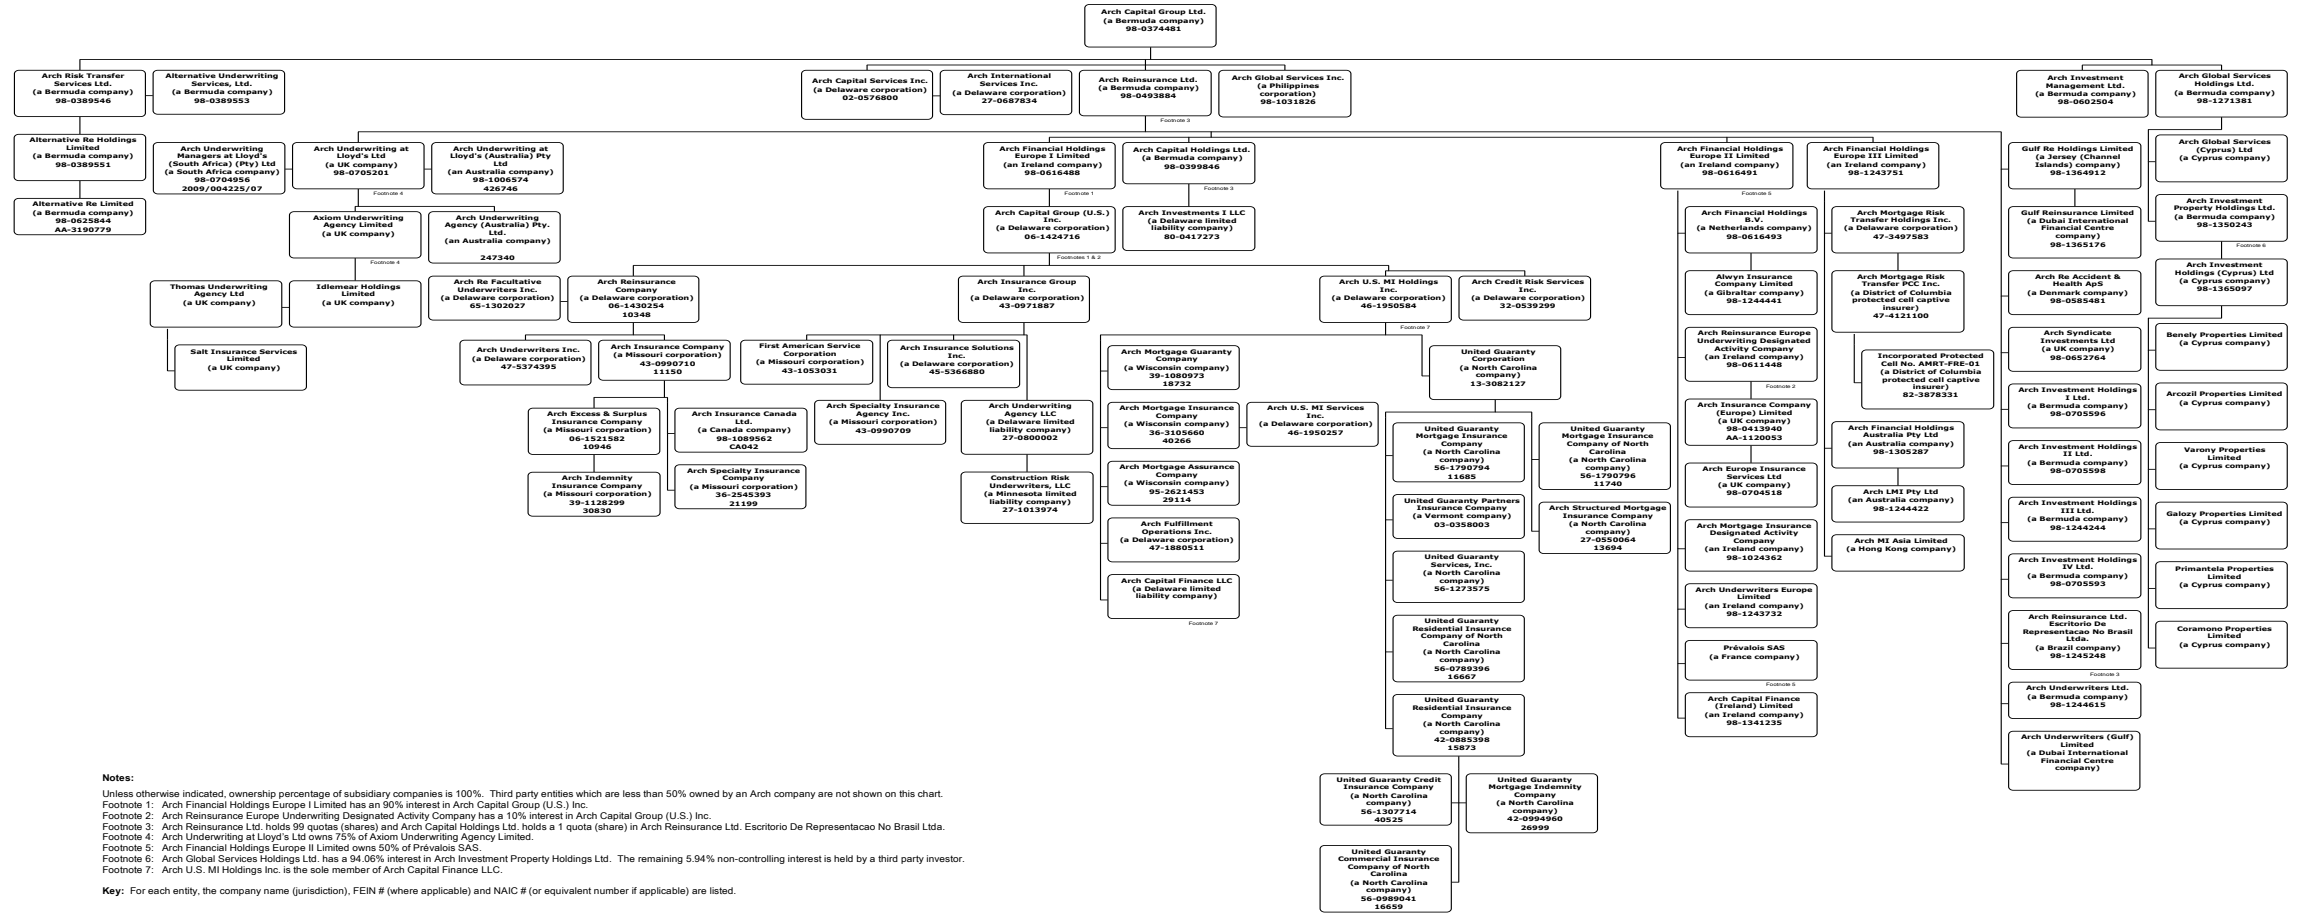 Arch Capital Group Ltd.
(a Bermuda company)
98-0374481
Arch Risk Transfer
Services Ltd.
(a Bermuda company)
98-0389546
Alternative Underwriting
Services, Ltd.
(a Bermuda company)
98-0389553
Arch Capital Services Inc.
(a Delaware corporation)
02-0576800
Arch International
Services Inc.
(a Delaware corporation)
27-0687834
Arch Reinsurance Ltd.
(a Bermuda company)
98-0493884
Footnote 3
Arch Global Services Inc.
(a Philippines
corporation)
98-1031826
Arch Investment
Management Ltd.
(a Bermuda company)
98-0602504
Arch Global Services
Holdings Ltd.
(a Bermuda company)
98-1271381
Alternative Re Holdings
Limited
(a Bermuda company)
98-0389551
Alternative Re Limited
(a Bermuda company)
98-0625844
AA-3190779
Arch Underwriting
Managers at Lloyd's
(South Africa) (Pty) Ltd
(a South Africa company)
98-0704956
2009/004225/07
Arch Underwriting at
Lloyd's Ltd
(a UK company)
98-0705201
Footnote 4
Arch Underwriting at
Lloyd's (Australia) Pty
Ltd
(an Australia company)
98-1006574
426746
Axiom Underwriting
Agency Limited
(a UK company)
Footnote 4
Arch Underwriting
Agency (Australia) Pty.
Ltd.
(an Australia company)
247340
Thomas Underwriting
Agency Ltd
(a UK company)
Idlemear Holdings
Limited
(a UK company)
Salt Insurance Services
Limited
(a UK company)
Arch Financial Holdings
Europe I Limited
(an Ireland company)
98-0616488
Footnote 1
Arch Capital Holdings Ltd.
(a Bermuda company)
98-0399846
Footnote 3
Arch Capital Group (U.S.)
Inc.
(a Delaware corporation)
06-1424716
Footnotes 1 & 2
Arch Investments I LLC
(a Delaware limited
liability company)
80-0417273
Arch Re Facultative
Underwriters Inc.
(a Delaware corporation)
65-1302027
Arch Reinsurance
Company
(a Delaware corporation)
06-1430254
10348
Arch Insurance Group
Inc.
(a Delaware corporation)
43-0971887
Arch U.S. MI Holdings
Inc.
(a Delaware corporation)
46-1950584
Footnote 7
Arch Credit Risk Services
Inc.
(a Delaware corporation)
32-0539299
Arch Underwriters Inc.
(a Delaware corporation)
47-5374395
Arch Insurance Company
(a Missouri corporation)
43-0990710
11150
First American Service
Corporation
(a Missouri corporation)
43-1053031
Arch Insurance Solutions
Inc.
(a Delaware corporation)
45-5366880
Arch Excess & Surplus
Insurance Company
(a Missouri corporation)
06-1521582
10946
Arch Insurance Canada
Ltd.
(a Canada company)
98-1089562
CA042
Arch Specialty Insurance
Agency Inc.
(a Missouri corporation)
43-0990709
Arch Underwriting
Agency LLC
(a Delaware limited
liability company)
27-0800002
Arch Indemnity
Insurance Company
(a Missouri corporation)
39-1128299
30830
Arch Specialty Insurance
Company
(a Missouri corporation)
36-2545393
21199
Construction Risk
Underwriters, LLC
(a Minnesota limited
liability company)
27-1013974
Arch Mortgage Guaranty
Company
(a Wisconsin company)
39-1080973
18732
Arch Mortgage Insurance
Company
(a Wisconsin company)
36-3105660
40266
Arch U.S. MI Services
Inc.
(a Delaware corporation)
46-1950257
Arch Mortgage Assurance
Company
(a Wisconsin company)
95-2621453
29114
Arch Fulfillment
Operations Inc.
(a Delaware corporation)
47-1880511
Arch Capital Finance LLC
(a Delaware limited
liability company)
Footnote 7
United Guaranty
Corporation
(a North Carolina
company)
13-3082127
United Guaranty
Mortgage Insurance
Company
(a North Carolina
company)
56-1790794
11685
United Guaranty
Mortgage Insurance
Company of North
Carolina
(a North Carolina
company)
56-1790796
11740
United Guaranty Partners
Insurance Company
(a Vermont company)
03-0358003
Arch Structured Mortgage
Insurance Company
(a North Carolina
company)
27-0550064
13694
United Guaranty
Services, Inc.
(a North Carolina
company)
56-1273575
United Guaranty
Residential Insurance
Company of North
Carolina
(a North Carolina
company)
56-0789396
16667
United Guaranty
Residential Insurance
Company
(a North Carolina
company)
42-0885398
15873
United Guaranty Credit
Insurance Company
(a North Carolina
company)
56-1307714
40525
United Guaranty
Mortgage Indemnity
Company
(a North Carolina
company)
42-0994960
26999
United Guaranty
Commercial Insurance
Company of North
Carolina
(a North Carolina
company)
56-0989041
16659
Arch Financial Holdings
Europe II Limited
(an Ireland company)
98-0616491
Footnote 5
Arch Financial Holdings
B.V.
(a Netherlands company)
98-0616493
Alwyn Insurance
Company Limited
(a Gibraltar company)
98-1244441
Arch Reinsurance Europe
Underwriting Designated
Activity Company
(an Ireland company)
98-0611448
Footnote 2
Arch Insurance Company
(Europe) Limited
(a UK company)
98-0413940
AA-1120053
Arch Europe Insurance
Services Ltd
(a UK company)
98-0704518
Arch Mortgage Insurance
Designated Activity
Company
(an Ireland company)
98-1024362
Arch Underwriters Europe
Limited
(an Ireland company)
98-1243732
Prévalois SAS
(a France company)
Footnote 5
Arch Capital Finance
(Ireland) Limited
(an Ireland company)
98-1341235
Arch Financial Holdings
Europe III Limited
(an Ireland company)
98-1243751
Arch Mortgage Risk
Transfer Holdings Inc.
(a Delaware corporation)
47-3497583
Arch Mortgage Risk
Transfer PCC Inc.
(a District of Columbia
protected cell captive
insurer)
47-4121100
Incorporated Protected
Cell No. AMRT-FRE-01
(a District of Columbia
protected cell captive
insurer)
82-3878331
Arch Financial Holdings
Australia Pty Ltd
(an Australia company)
98-1305287
Arch LMI Pty Ltd
(an Australia company)
98-1244422
Arch MI Asia Limited
(a Hong Kong company)
Gulf Re Holdings Limited
(a Jersey (Channel
Islands) company)
98-1364912
Gulf Reinsurance Limited
(a Dubai International
Financial Centre
company)
98-1365176
Arch Re Accident &
Health ApS
(a Denmark company)
98-0585481
Arch Syndicate
Investments Ltd
(a UK company)
98-0652764
Arch Investment Holdings
I Ltd.
(a Bermuda company)
98-0705596
Arch Investment Holdings
II Ltd.
(a Bermuda company)
98-0705598
Arch Investment Holdings
III Ltd.
(a Bermuda company)
98-1244244
Arch Investment Holdings
IV Ltd.
(a Bermuda company)
98-0705593
Arch Reinsurance Ltd.
Escritorio De
Representacao No Brasil
Ltda.
(a Brazil company)
98-1245248
Footnote 3
Arch Underwriters Ltd.
(a Bermuda company)
98-1244615
Arch Underwriters (Gulf)
Limited
(a Dubai International
Financial Centre
company)
Arch Global Services
(Cyprus) Ltd
(a Cyprus company)
Arch Investment
Property Holdings Ltd.
(a Bermuda company)
98-1350243
Footnote 6
Arch Investment
Holdings (Cyprus) Ltd
(a Cyprus company)
98-1365097
Benely Properties Limited
(a Cyprus company)
Arcozil Properties Limited
(a Cyprus company)
Varony Properties
Limited
(a Cyprus company)
Galozy Properties Limited
(a Cyprus company)
Primantela Properties
Limited
(a Cyprus company)
Coramono Properties
Limited
(a Cyprus company)
Notes:
Unless otherwise indicated, ownership percentage of subsidiary companies is 100%. Third party entities which are less than 50% owned by an Arch company are not shown on this chart.
Footnote 1: Arch Financial Holdings Europe I Limited has an 90% interest in Arch Capital Group (U.S.) Inc.
Footnote 2: Arch Reinsurance Europe Underwriting Designated Activity Company has a 10% interest in Arch Capital Group (U.S.) Inc.
Footnote 3: Arch Reinsurance Ltd. holds 99 quotas (shares) and Arch Capital Holdings Ltd. holds a 1 quota (share) in Arch Reinsurance Ltd. Escritorio De Representacao No Brasil Ltda.
Footnote 4: Arch Underwriting at Lloyd's Ltd owns 75% of Axiom Underwriting Agency Limited.
Footnote 5: Arch Financial Holdings Europe II Limited owns 50% of Prévalois SAS.
Footnote 6: Arch Global Services Holdings Ltd. has a 94.06% interest in Arch Investment Property Holdings Ltd. The remaining 5.94% non-controlling interest is held by a third party investor.
Footnote 7: Arch U.S. MI Holdings Inc. is the sole member of Arch Capital Finance LLC.
Key: For each entity, the company name (jurisdiction), FEIN # (where applicable) and NAIC # (or equivalent number if applicable) are listed.